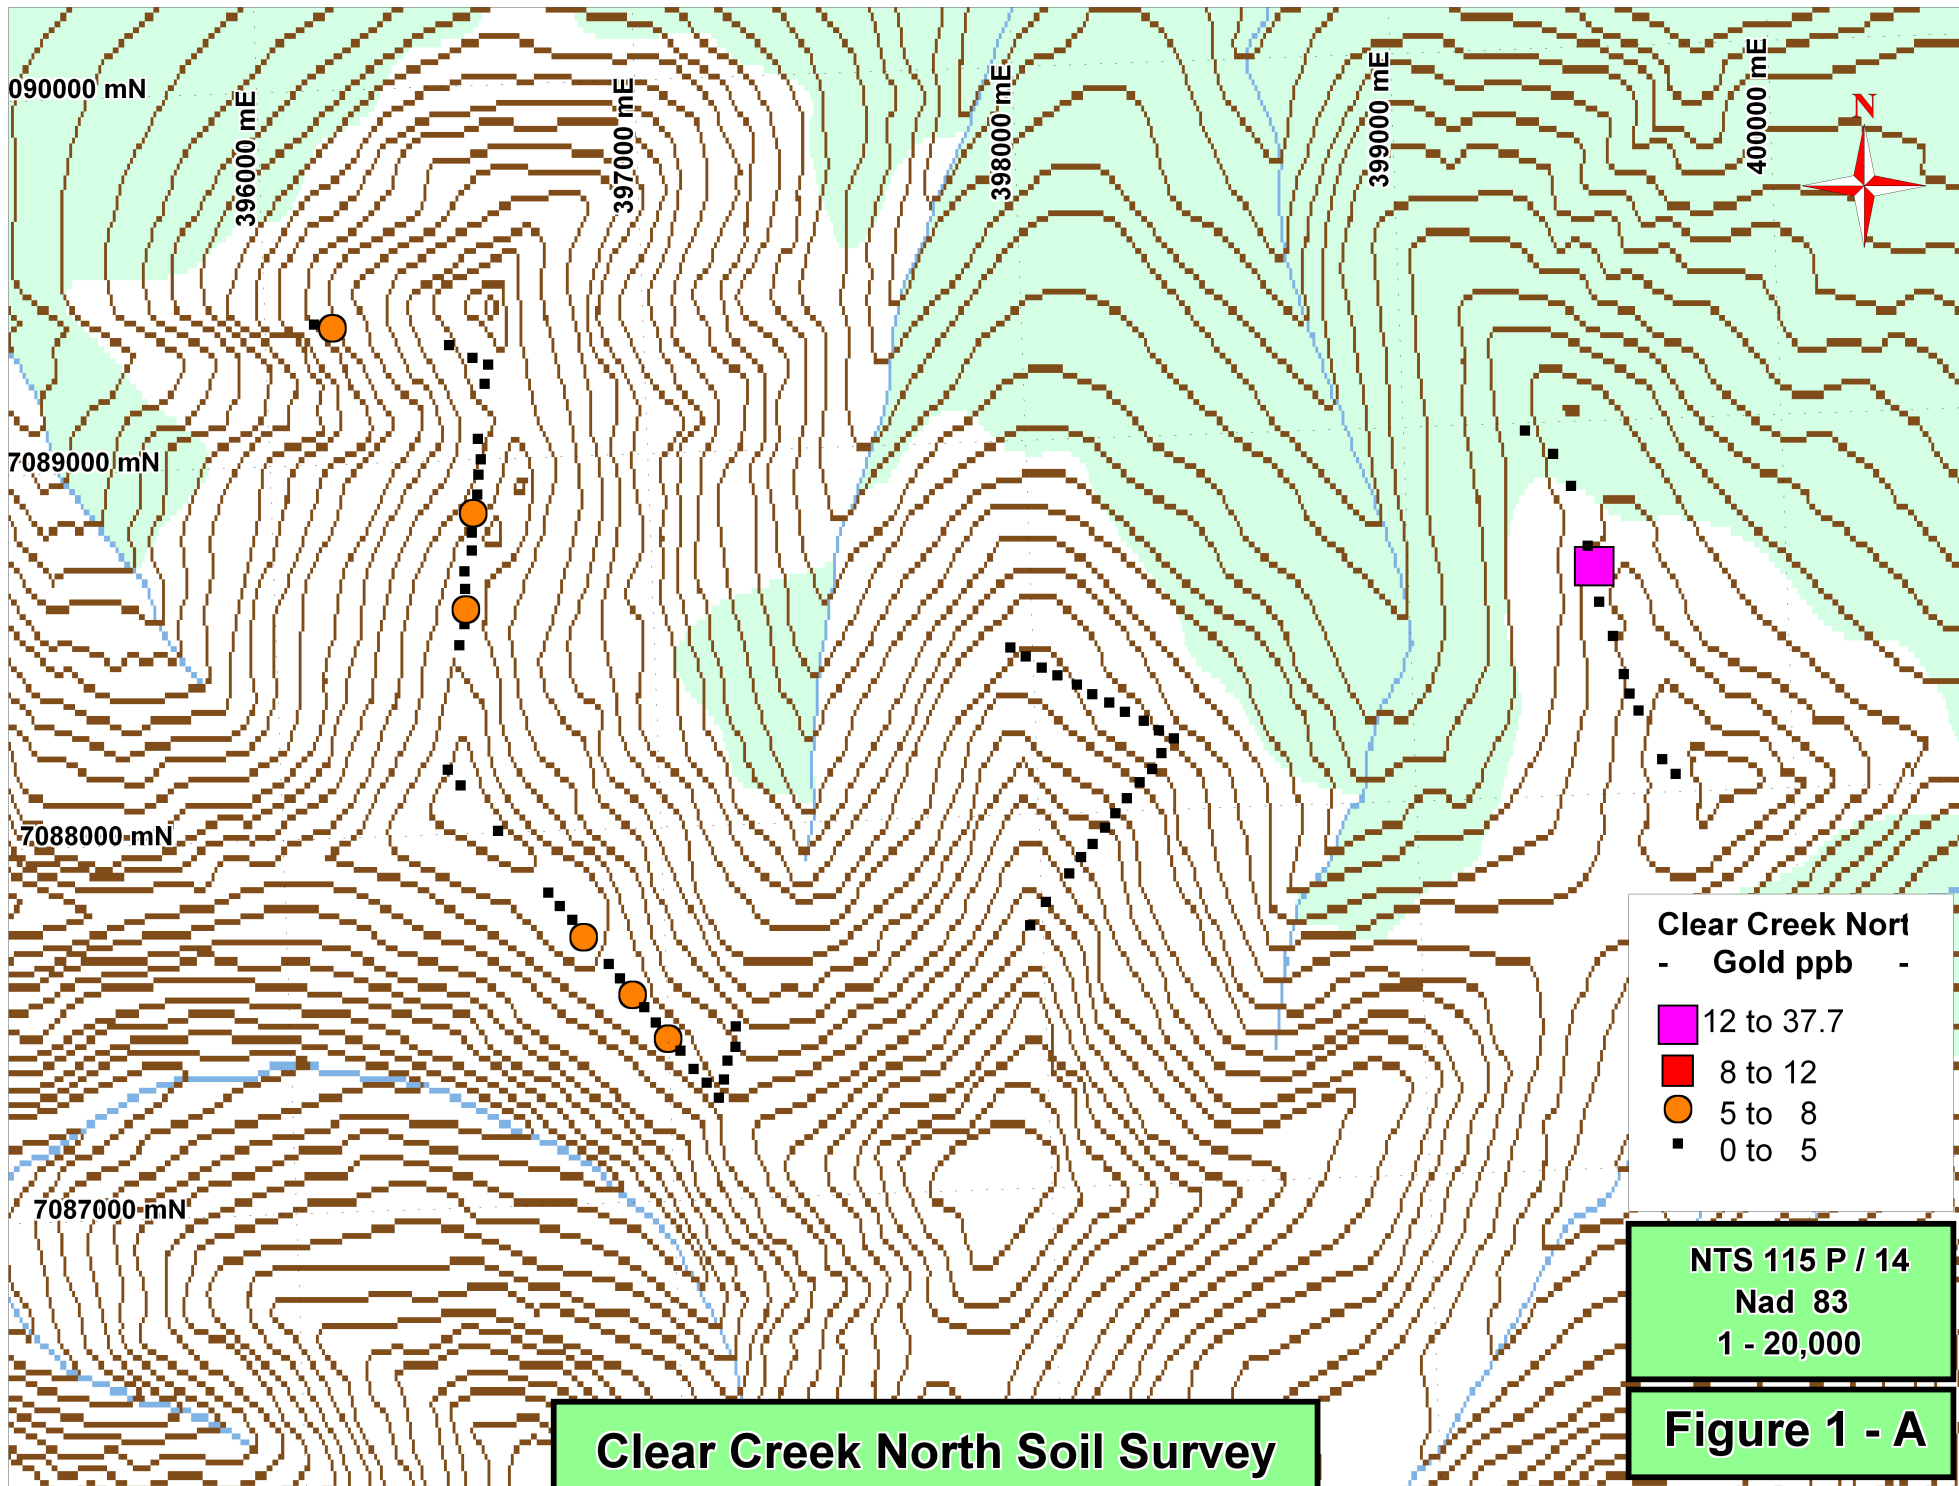 090000 mN
396000 mE
397000 mE
398000 mE
399000 mE
400000 mE
N
7089000 mN
7088000 mN
7087000 mN
Clear Creek Nort
- Gold ppb -
12 to 37.7
8 to 12
5 to 8
0 to 5
NTS 115 P / 14
Nad 83
1 - 20,000
Figure 1 - A
Clear Creek North Soil Survey